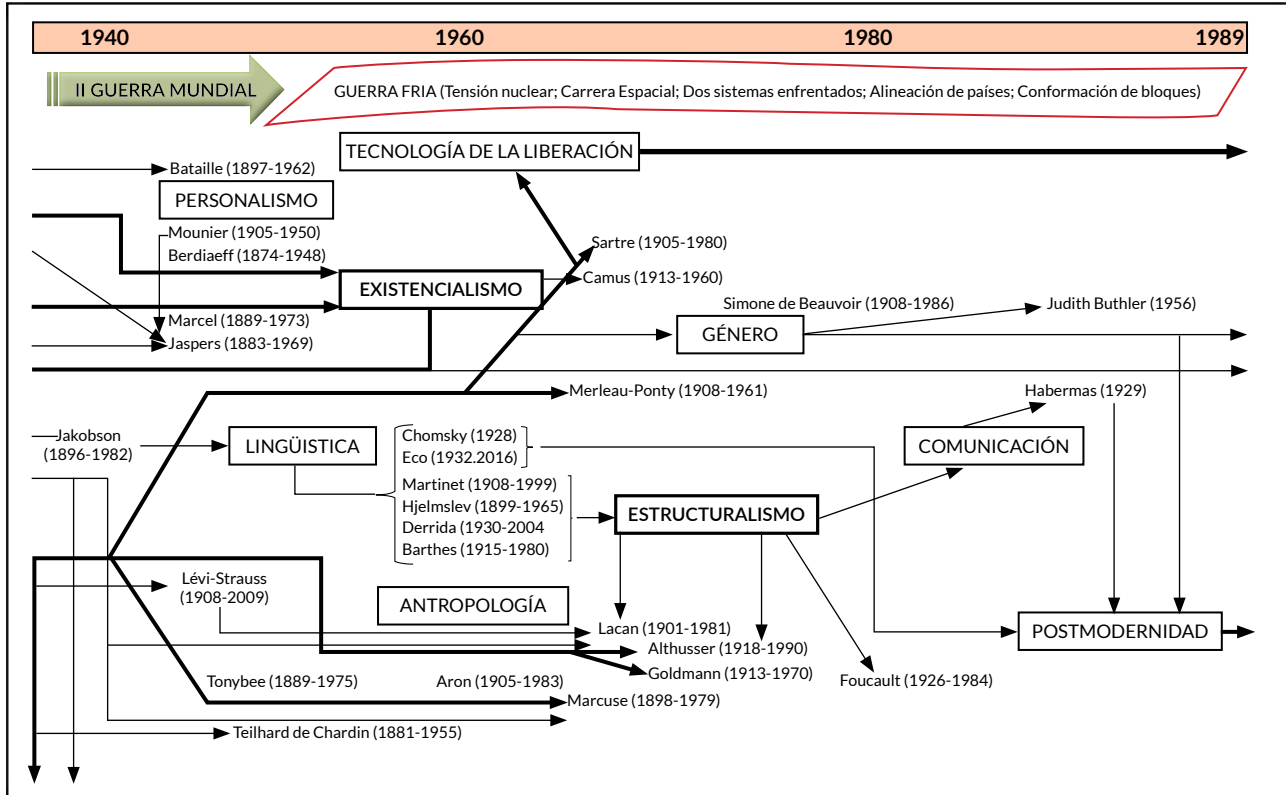 1940 1960 1980 1989
II GUERRA MUNDIAL
GUERRA FRIA (Tensión nuclear; Carrera Espacial; Dos sistemas enfrentados; Alineación de países; Conformación de bloques)
TECNOLOGÍA DE LA LIBERACIÓN
Bataille (1897-1962)
PERSONALISMO
Mounier (1905-1950)
Berdiaeff (1874-1948)
Sartre (1905-1980)
Camus (1913-1960)
EXISTENCIALISMO
Marcel (1889-1973)
Jaspers (1883-1969)
Simone de Beauvoir (1908-1986)
Judith Buthler (1956)
GÉNERO
Merleau-Ponty (1908-1961)
Habermas (1929)
Jakobson
(1896-1982)
LINGÜISTICA
Chomsky (1928)
Eco (1932.2016)
COMUNICACIÓN
Martinet (1908-1999)
Hjelmslev (1899-1965)
Derrida (1930-2004
Barthes (1915-1980)
ESTRUCTURALISMO
Lévi-Strauss
(1908-2009)
ANTROPOLOGÍA
Lacan (1901-1981)
Althusser (1918-1990)
Goldmann (1913-1970)
POSTMODERNIDAD
Foucault (1926-1984)
Tonybee (1889-1975)
Aron (1905-1983)
Marcuse (1898-1979)
Teilhard de Chardin (1881-1955)